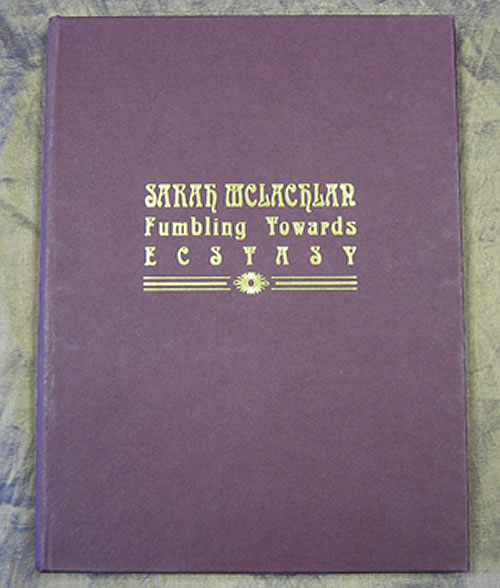 SARAH MCLACHLAN
Fumbling Towards
ECSTASY